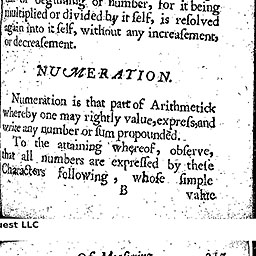 or beginning of number, for it being
multiplied or divided by it self, is resolved
again into it self, without any increasement,
or decreasement.
NUMERATION.
Numeration is that part of Arithmetick
whereby one may rightly value, express, and
write any number or sum propounded.
To the attaining whereof, observe,
that all numbers are expressed by these
Characters following, whose simple
B
value
uest LLC
Of Measuring